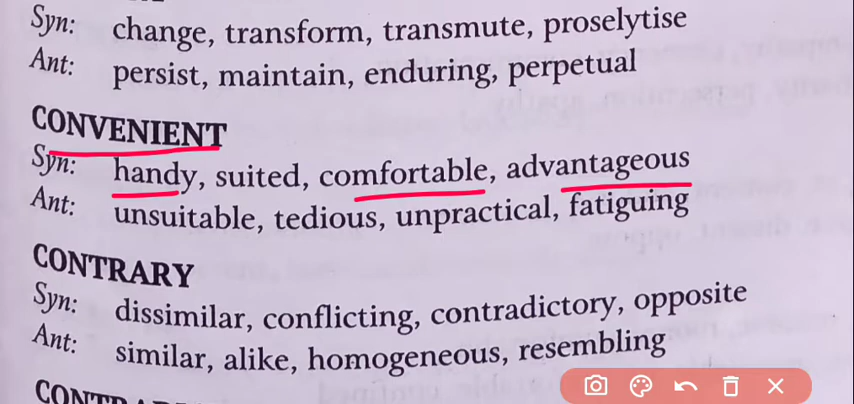 Syn: change, transform, transmute, proselytise
Ant: persist, maintain, enduring, perpetual
CONVENIENT
Syn: handy, suited, comfortable, advantageous
Ant: unsuitable, tedious, unpractical, fatiguing
CONTRARY
Syn: dissimilar, conflicting, contradictory, opposite
Ant: similar, alike, homogeneous, resembling